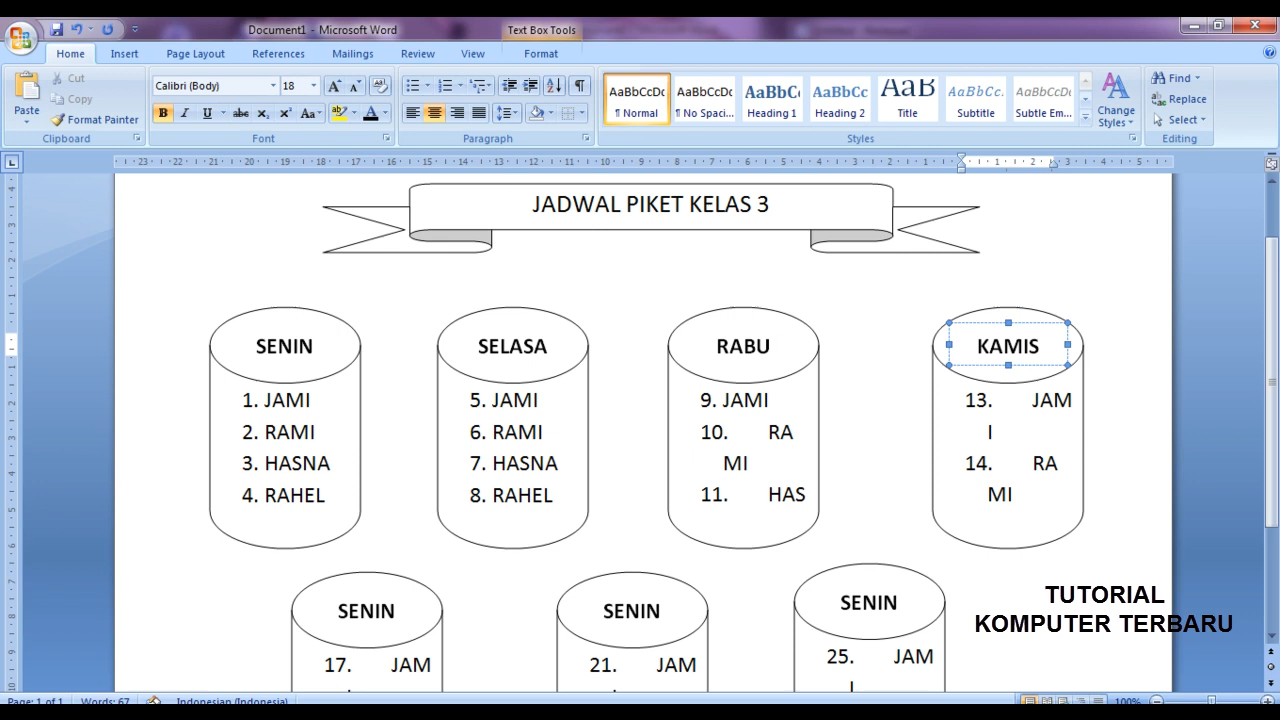 Document1 - Microsoft Word
Text Box Tools
Home Insert Page Layout References Mailings Review View Format
Paste
Cut
Copy
Format Painter
Clipboard
Calibri (Body) 18
B I U abc x₂ x² Aa
Font
Paragraph
AaBbCcDc AaBbCcDc AaBbCc AaBbCc AaB AaBbCc. AaBbCcDc
¶ Normal ¶ No Spaci... Heading 1 Heading 2 Title Subtitle Subtle Em...
Change Styles
Styles
Find
Replace
Select
Editing
JADWAL PIKET KELAS 3
SENIN
1. JAMI
2. RAMI
3. HASNA
4. RAHEL
SELASA
5. JAMI
6. RAMI
7. HASNA
8. RAHEL
RABU
9. JAMI
10. RA
MI
11. HAS
KAMIS
13. JAM
I
14. RA
MI
SENIN
17. JAM
SENIN
21. JAM
SENIN
25. JAM
TUTORIAL
KOMPUTER TERBARU
Page: 1 of 1 Words: 67 Indonesian (Indonesia) 100%